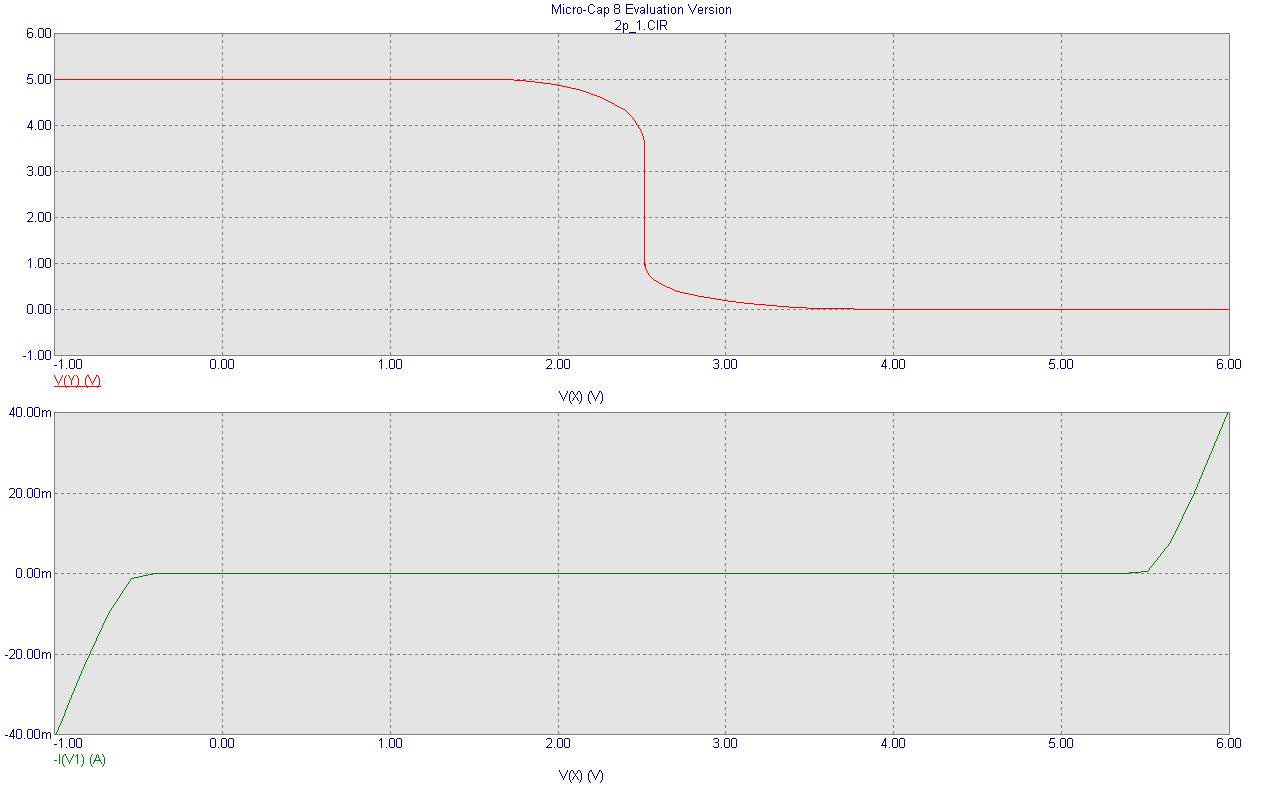 Micro-Cap 8 Evaluation Version
2p_1.CIR
6.00
5.00
4.00
3.00
2.00
1.00
0.00
-1.00
-1.00 0.00 1.00 2.00 3.00 4.00 5.00 6.00
V(Y) (V)
V(X) (V)
40.00m
20.00m
0.00m
-20.00m
-40.00m
-1.00 0.00 1.00 2.00 3.00 4.00 5.00 6.00
-I(V1) (A)
V(X) (V)